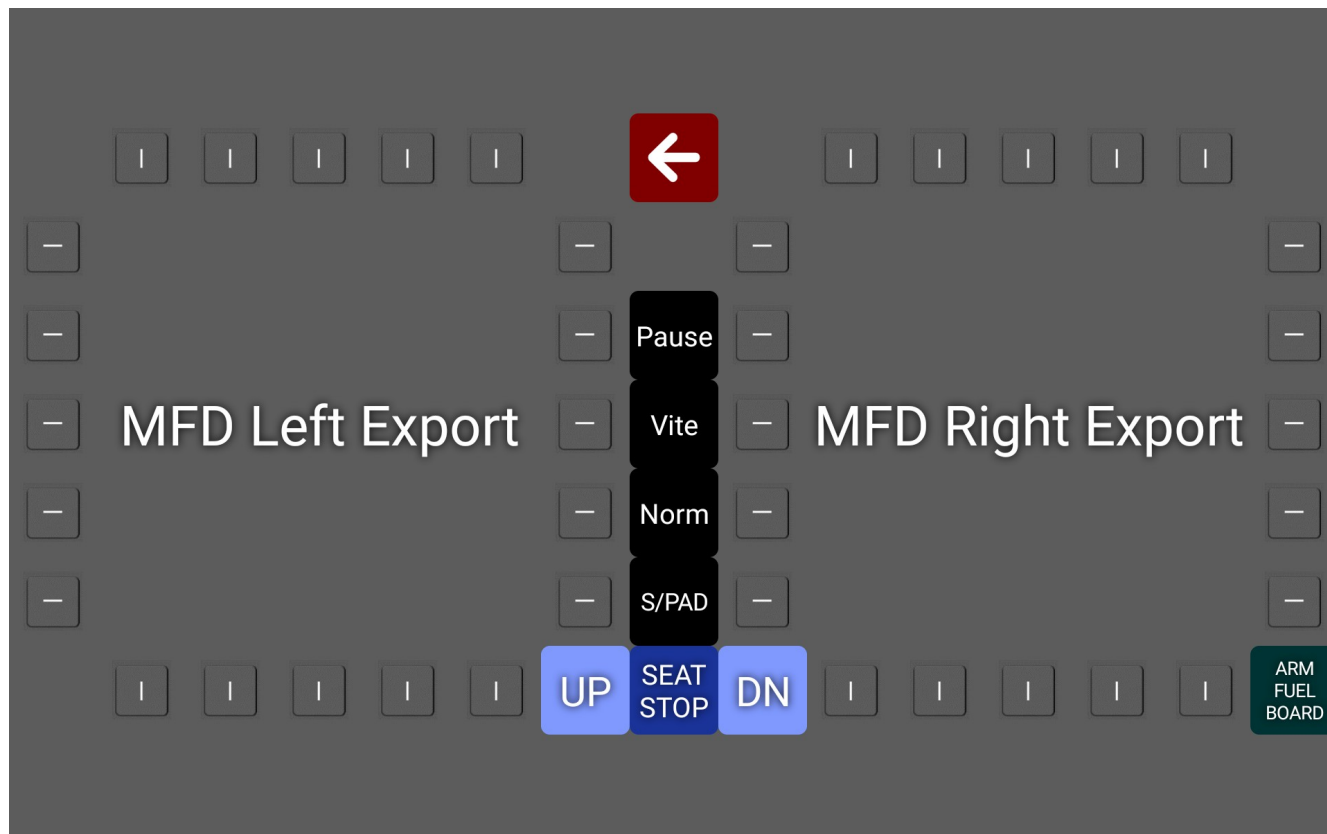 Pause
MFD Left Export
Vite
MFD Right Export
Norm
S/PAD
UP
SEAT
STOP
DN
ARM
FUEL
BOARD